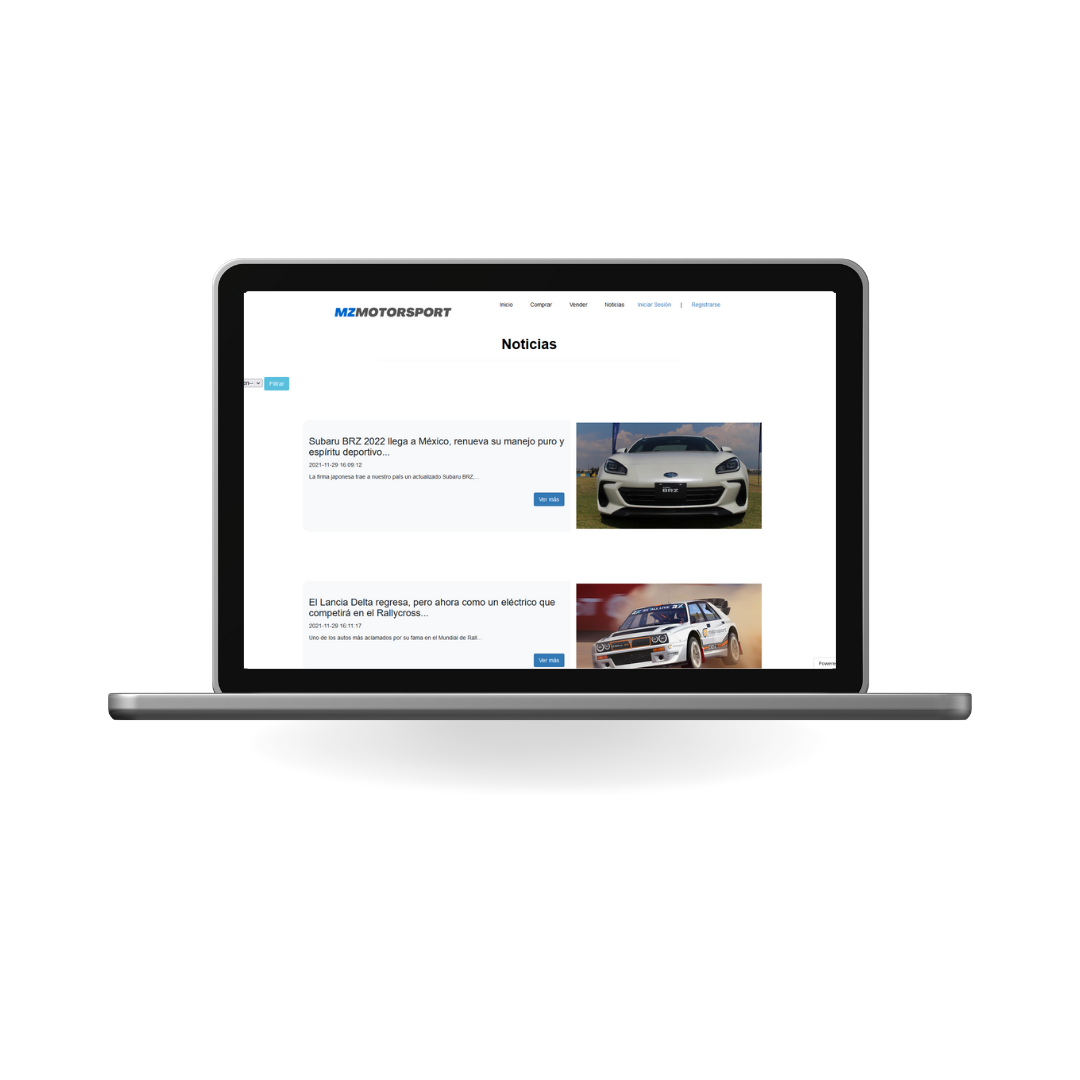 MZMOTORSPORT
Inicio Comprar Vender Noticias Iniciar Sesión | Registrarse
Noticias
Filtrar
Subaru BRZ 2022 llega a México, renueva su manejo puro y
espíritu deportivo...
2021-11-29 16:09:12
La firma japonesa trae a nuestro país un actualizado Subaru BRZ...
Ver más
BRZ
El Lancia Delta regresa, pero ahora como un eléctrico que
competirá en el Rallycross...
2021-11-29 16:11:17
Uno de los autos más aclamados por su fama en el Mundial de Rall...
Ver más
Powere